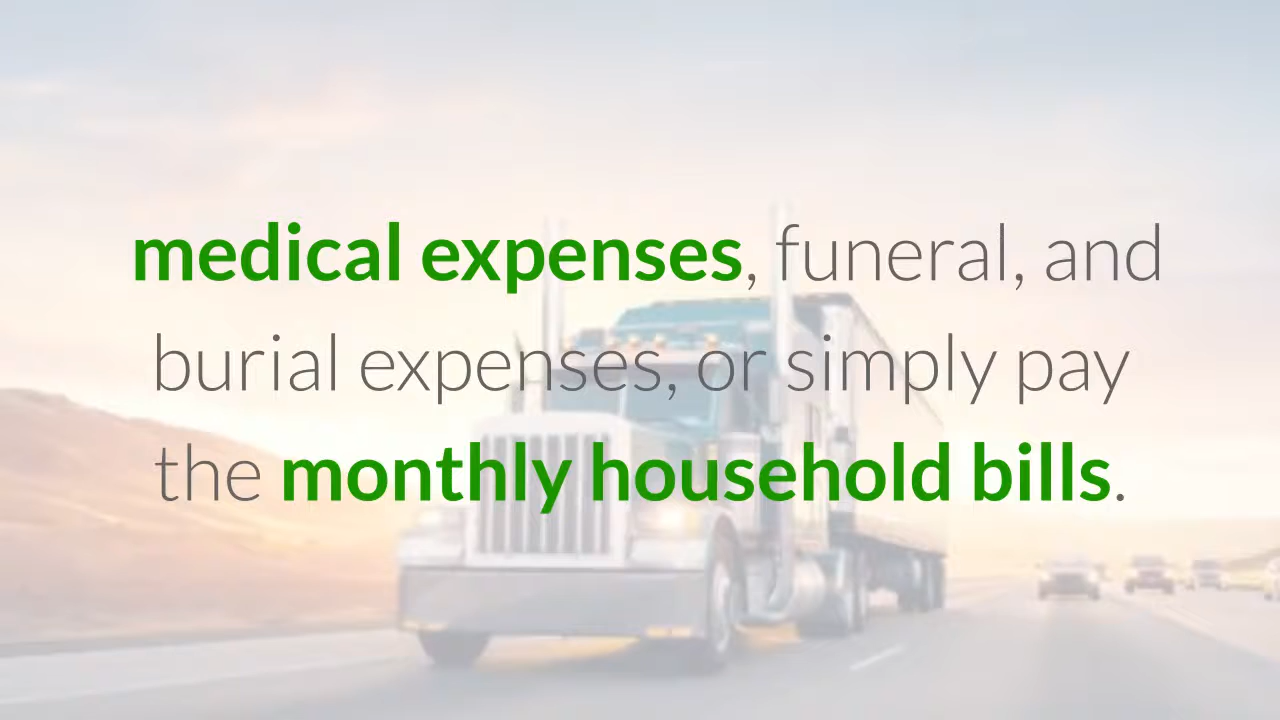 medical expenses, funeral, and
burial expenses, or simply pay
the monthly household bills.